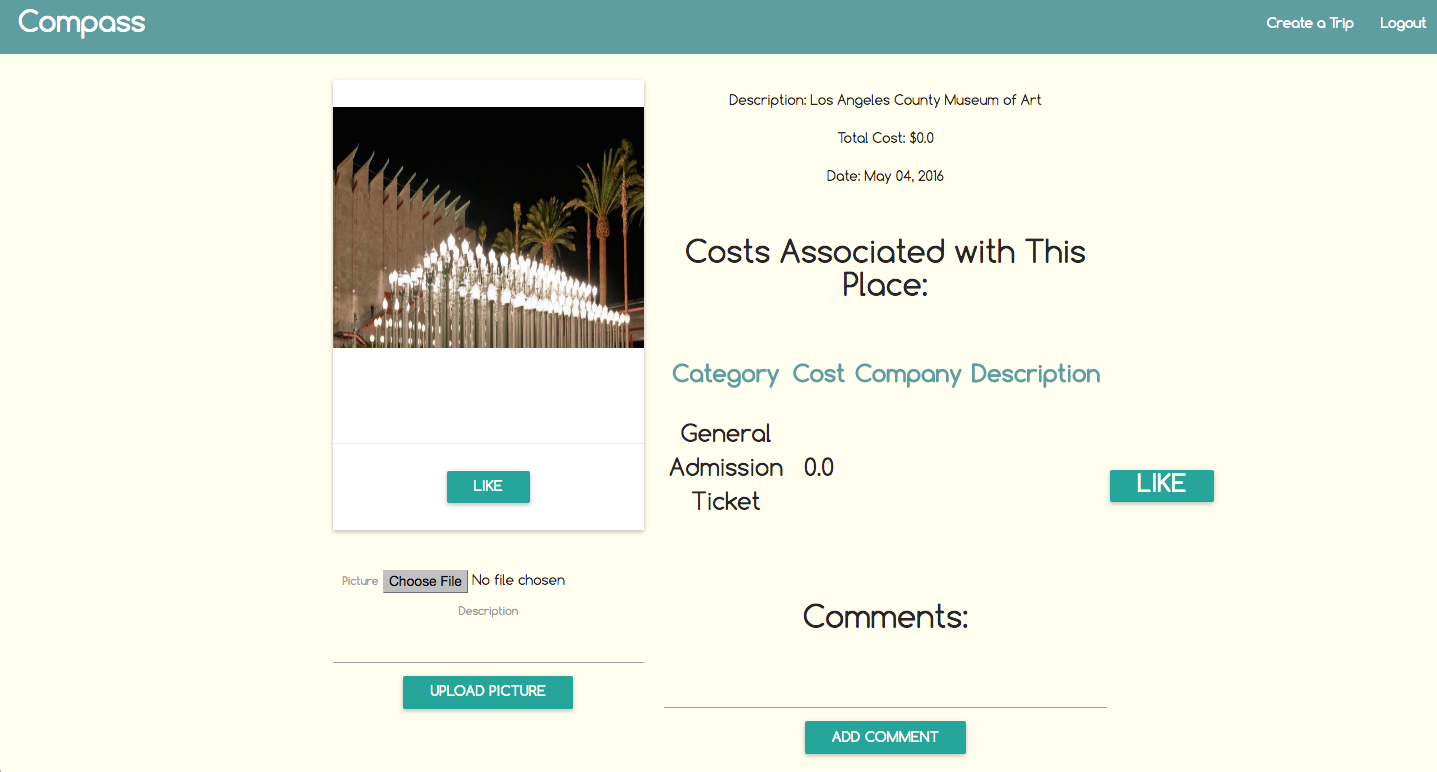 Compass
Create a Trip
Logout
Description: Los Angeles County Museum of Art
Total Cost: $0.0
Date: May 04, 2016
Costs Associated with This
Place:
Category Cost Company Description
General
Admission 0.0
Ticket
LIKE
LIKE
Picture Choose File No file chosen
Description
UPLOAD PICTURE
Comments:
ADD COMMENT